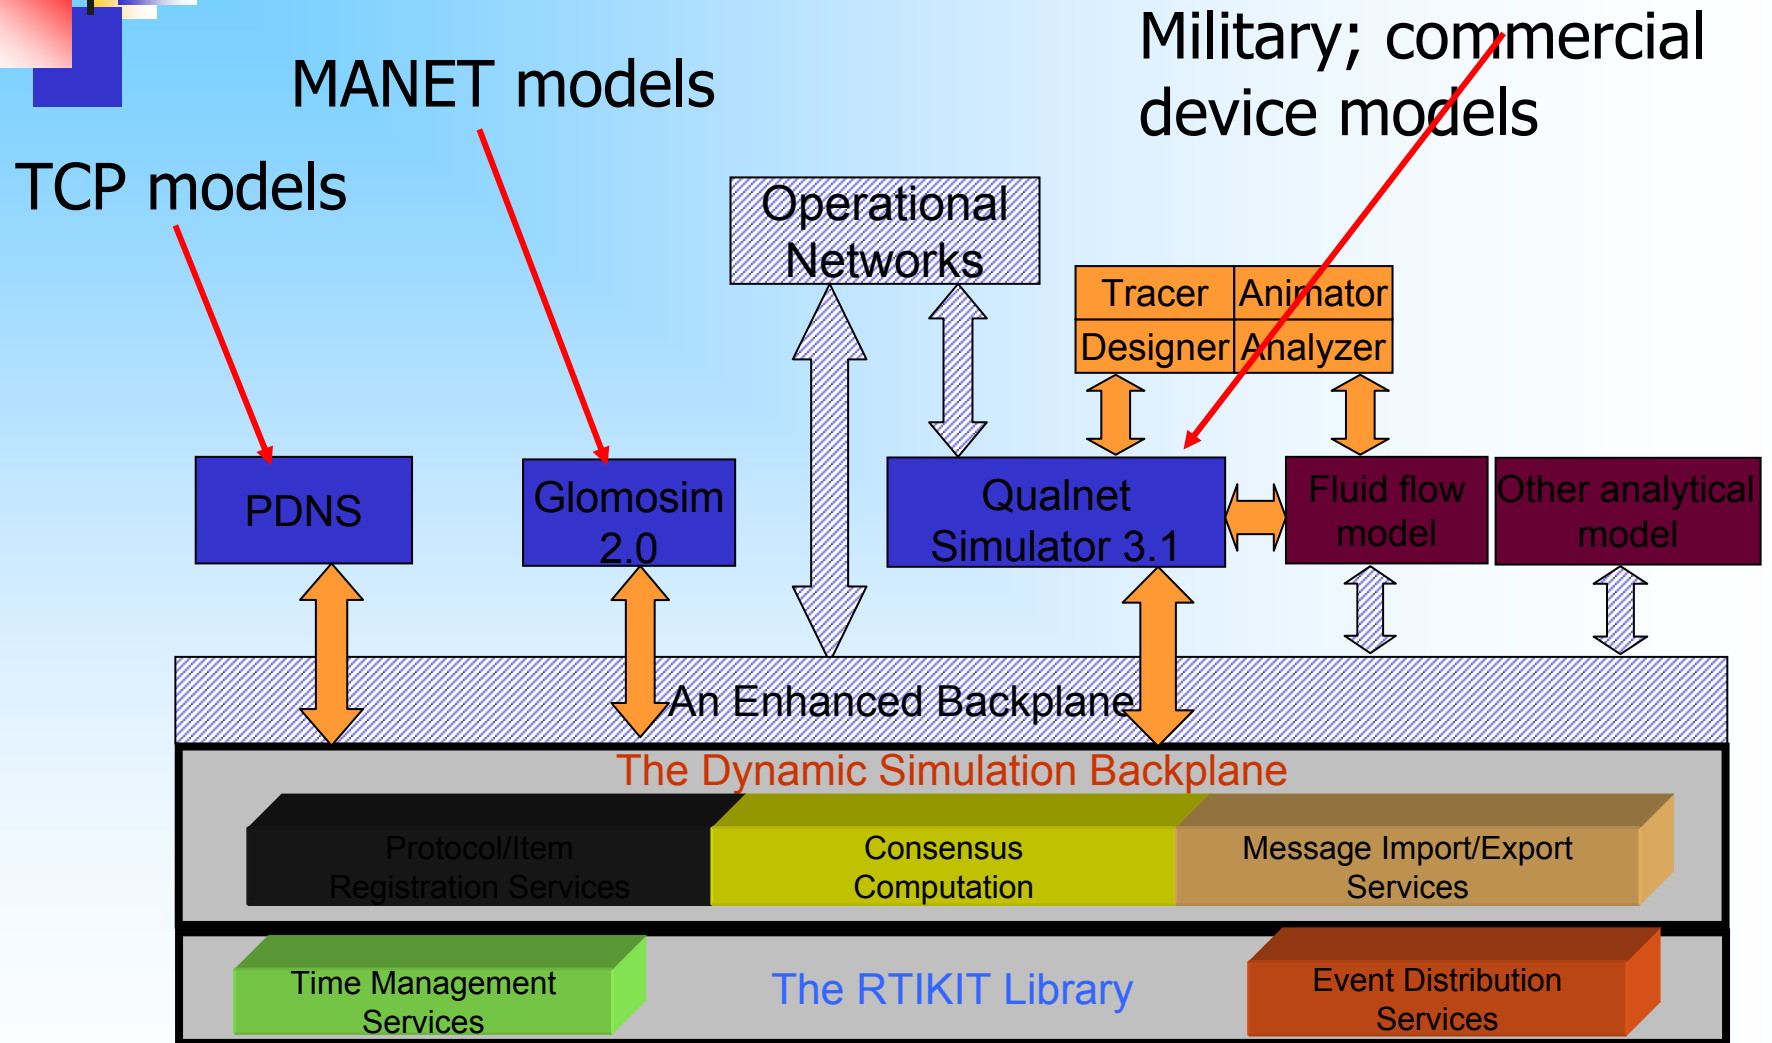 Military; commercial
device models
MANET models
TCP models
Operational
Networks
Tracer
Animator
Designer
Analyzer
PDNS
Glomosim
2.0
Qualnet
Simulator 3.1
Fluid flow
model
Other analytical
model
An Enhanced Backplane
The Dynamic Simulation Backplane
Protocol/Item
Registration Services
Consensus
Computation
Message Import/Export
Services
Time Management
Services
The RTIKIT Library
Event Distribution
Services